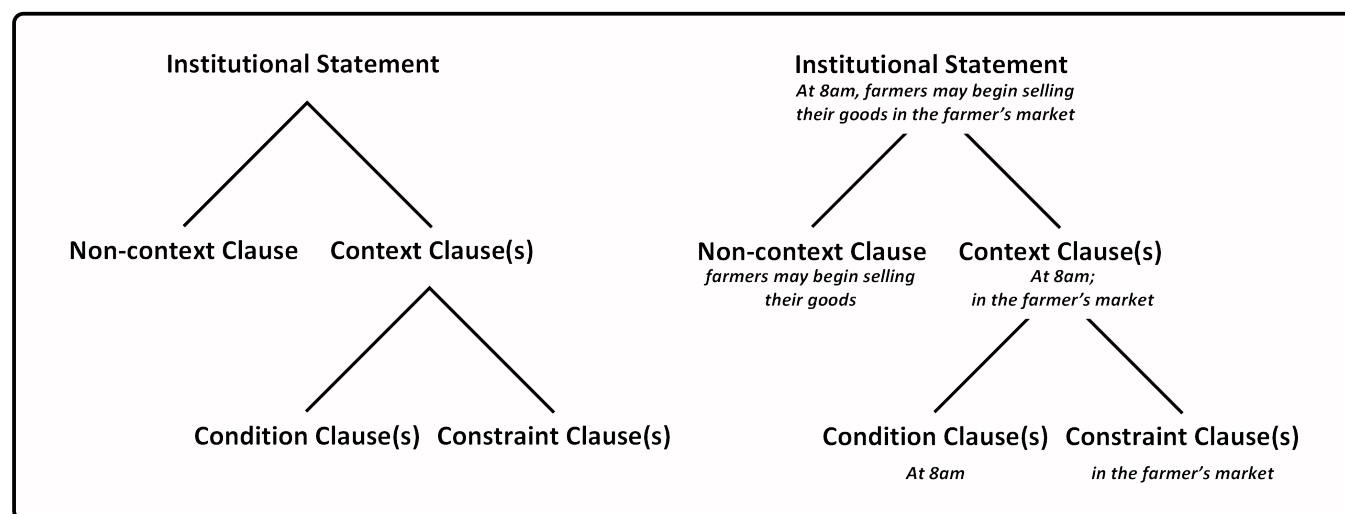 Institutional Statement
Non-context Clause
Context Clause(s)
Condition Clause(s)
Constraint Clause(s)
Institutional Statement
At 8am, farmers may begin selling
their goods in the farmer's market
Non-context Clause
farmers may begin selling
their goods
Context Clause(s)
At 8am;
in the farmer's market
Condition Clause(s)
At 8am
Constraint Clause(s)
in the farmer's market